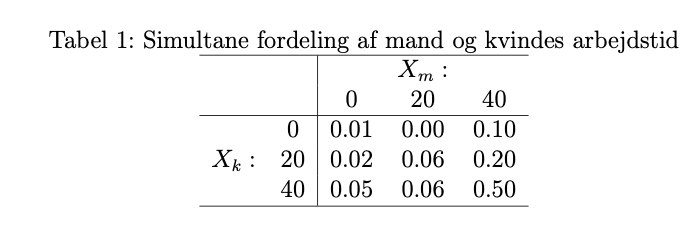 Tabel 1: Simultane fordeling af mand og kvindes arbejdstid
X_m :
0 20 40
0 0.01 0.00 0.10
X_k : 20 0.02 0.06 0.20
40 0.05 0.06 0.50